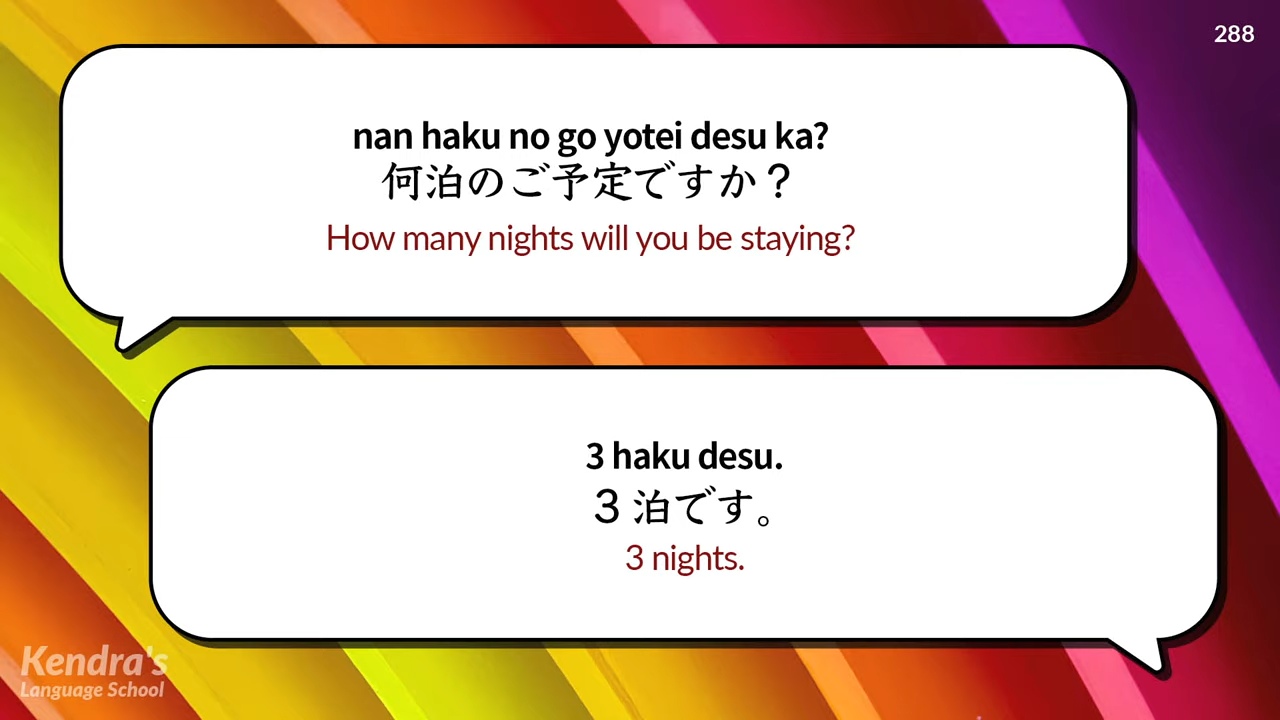 288
nan haku no go yotei desu ka?
何泊のご予定ですか？
How many nights will you be staying?
3 haku desu.
３泊です。
3 nights.
Kendra's
Language School